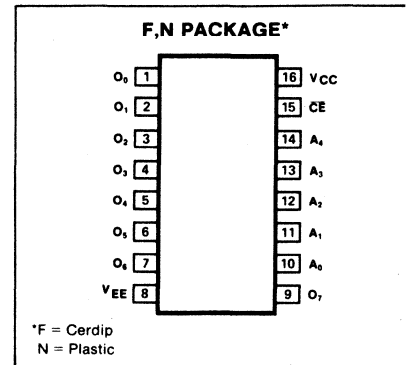 F,N PACKAGE*
O₀ 1 16 VCC
O₁ 2 15 CE
O₂ 3 14 A₄
O₃ 4 13 A₃
O₄ 5 12 A₂
O₅ 6 11 A₁
O₆ 7 10 A₀
VEE 8 9 O₇
*F = Cerdip
N = Plastic